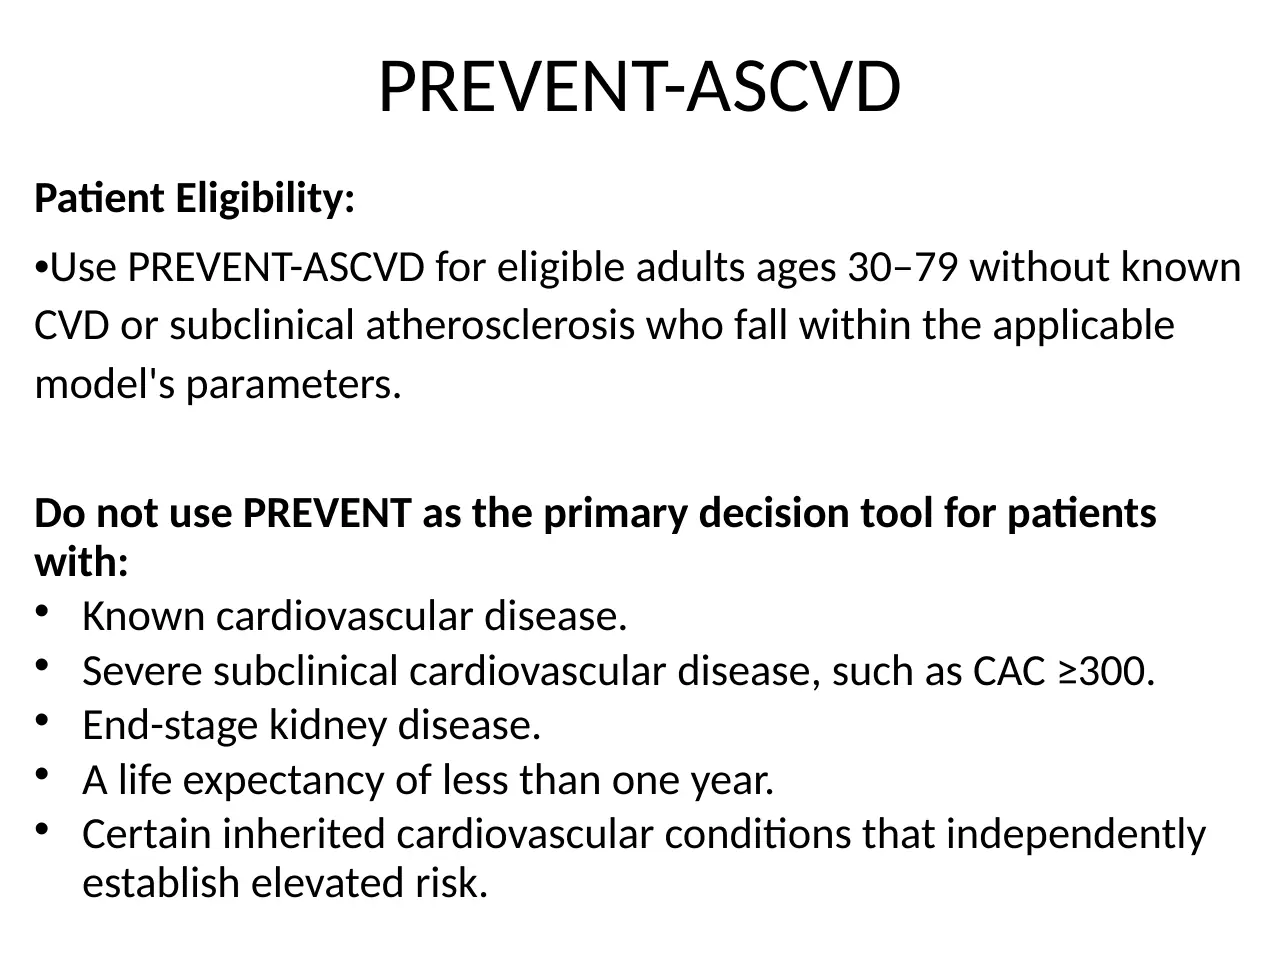 PREVENT-ASCVD
Patient Eligibility:
•Use PREVENT-ASCVD for eligible adults ages 30–79 without known
CVD or subclinical atherosclerosis who fall within the applicable
model's parameters.
Do not use PREVENT as the primary decision tool for patients
with:
• Known cardiovascular disease.
• Severe subclinical cardiovascular disease, such as CAC ≥300.
• End-stage kidney disease.
• A life expectancy of less than one year.
• Certain inherited cardiovascular conditions that independently
establish elevated risk.